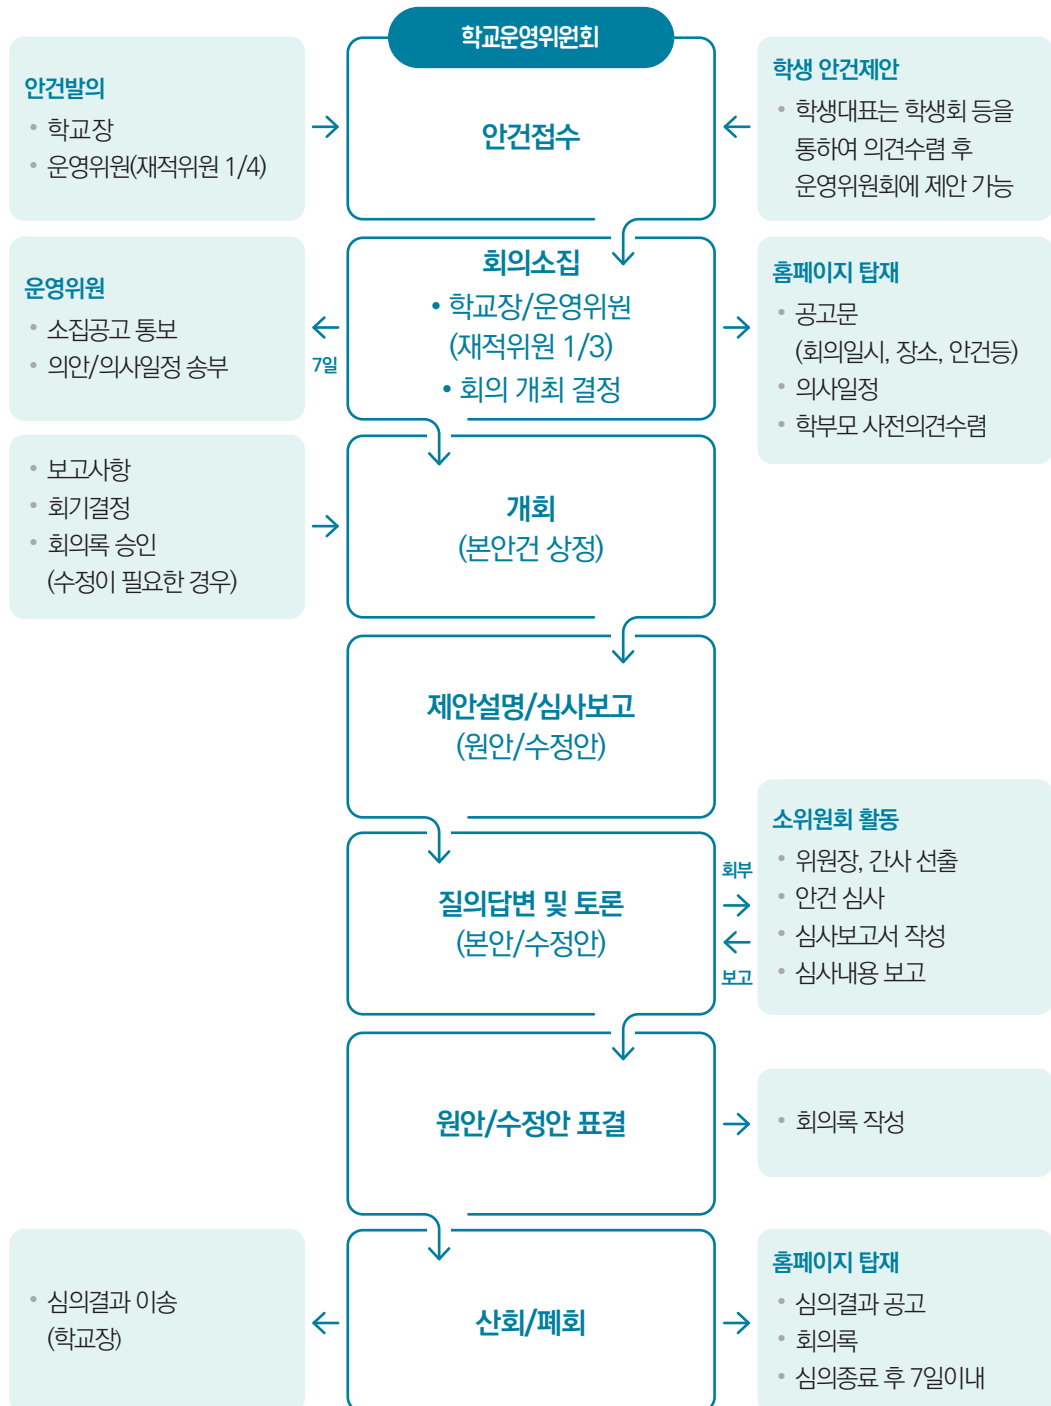 학교운영위원회
안건발의
• 학교장
• 운영위원(재적위원 1/4)
안건접수
학생 안건제안
• 학생대표는 학생회 등을
통하여 의견수렴 후
운영위원회에 제안 가능
운영위원
• 소집공고 통보
• 의안/의사일정 송부
7일
회의소집
• 학교장/운영위원
(재적위원 1/3)
• 회의 개최 결정
홈페이지 탑재
• 공고문
(회의일시, 장소, 안건등)
• 의사일정
• 학부모 사전의견수렴
• 보고사항
• 회기결정
• 회의록 승인
(수정이 필요한 경우)
개회
(본안건 상정)
제안설명/심사보고
(원안/수정안)
질의답변 및 토론
(본안/수정안)
회부
보고
소위원회 활동
• 위원장, 간사 선출
• 안건 심사
• 심사보고서 작성
• 심사내용 보고
원안/수정안 표결
• 회의록 작성
• 심의결과 이송
(학교장)
산회/폐회
홈페이지 탑재
• 심의결과 공고
• 회의록
• 심의종료 후 7일이내